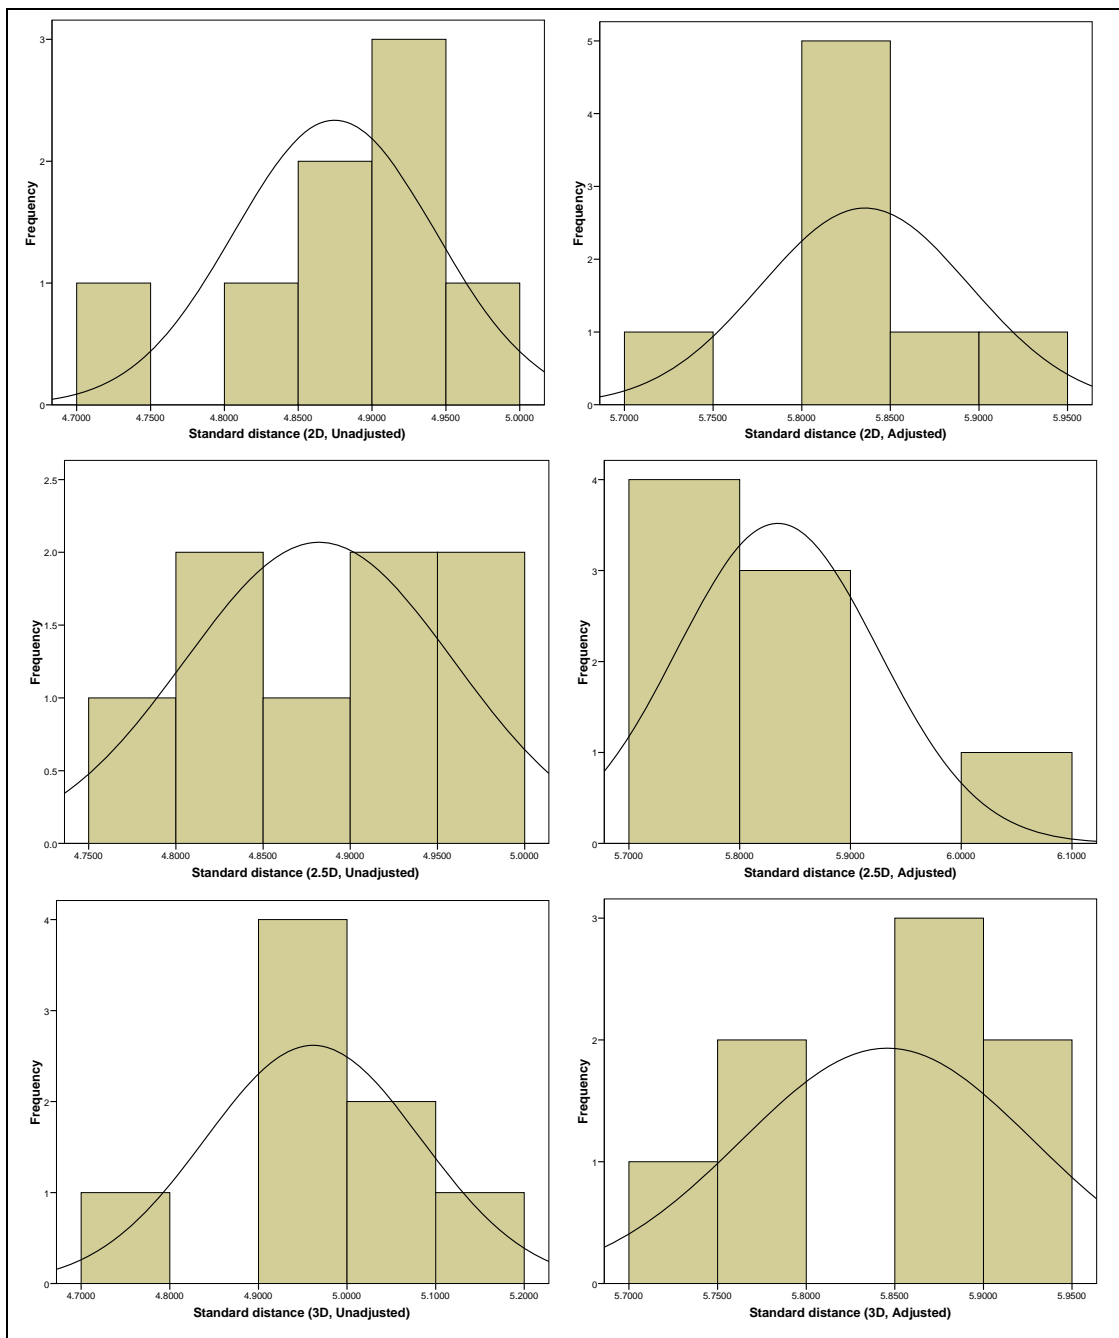 3
2
1
0
Frequency
4.7000 4.7500 4.8000 4.8500 4.9000 4.9500 5.0000
Standard distance (2D, Unadjusted)
5
4
3
2
1
0
Frequency
5.7000 5.7500 5.8000 5.8500 5.9000 5.9500
Standard distance (2D, Adjusted)
2.5
2.0
1.5
1.0
0.5
0.0
Frequency
4.7500 4.8000 4.8500 4.9000 4.9500 5.0000
Standard distance (2.5D, Unadjusted)
4
3
2
1
0
Frequency
5.7000 5.8000 5.9000 6.0000 6.1000
Standard distance (2.5D, Adjusted)
4
3
2
1
0
Frequency
4.7000 4.8000 4.9000 5.0000 5.1000 5.2000
Standard distance (3D, Unadjusted)
3
2
1
0
Frequency
5.7000 5.7500 5.8000 5.8500 5.9000 5.9500
Standard distance (3D, Adjusted)